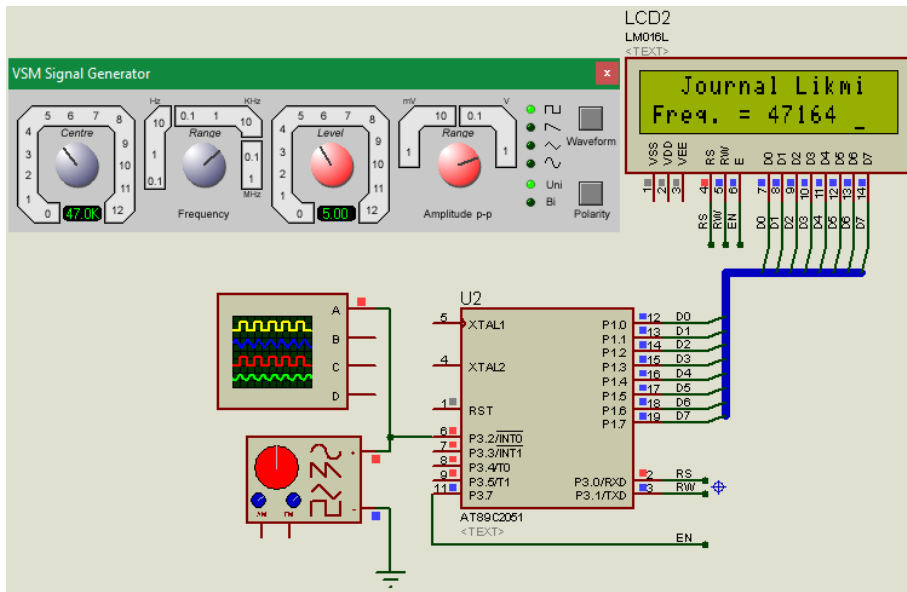 LCD2
LM016L
<TEXT>
VSM Signal Generator
x
Journal Likmi
Freq. = 47164 _
Centre
0 1 2 3 4 5 6 7 8 9 10 11 12
47.0K
Hz
KHz
0.1 1 10
0.1 1 10
0.1 1
MHz
Range
Frequency
Level
0 1 2 3 4 5 6 7 8 9 10 11 12
5.00
mV
V
1 10 0.1 1
Range
Amplitude p-p
Waveform
Uni
Bi
Polarity
VSS VDD VEE RS RW E D0 D1 D2 D3 D4 D5 D6 D7
1 2 3 4 5 6 7 8 9 10 11 12 13 14
RS RW EN D0 D1 D2 D3 D4 D5 D6 D7
A
B
C
D
+
-
AM FM
U2
5 XTAL1
4 XTAL2
1 RST
6 P3.2/INT0
7 P3.3/INT1
8 P3.4/T0
9 P3.5/T1
11 P3.7
P1.0 12 D0
P1.1 13 D1
P1.2 14 D2
P1.3 15 D3
P1.4 16 D4
P1.5 17 D5
P1.6 18 D6
P1.7 19 D7
P3.0/RXD 2 RS
P3.1/TXD 3 RW
AT89C2051
<TEXT>
EN